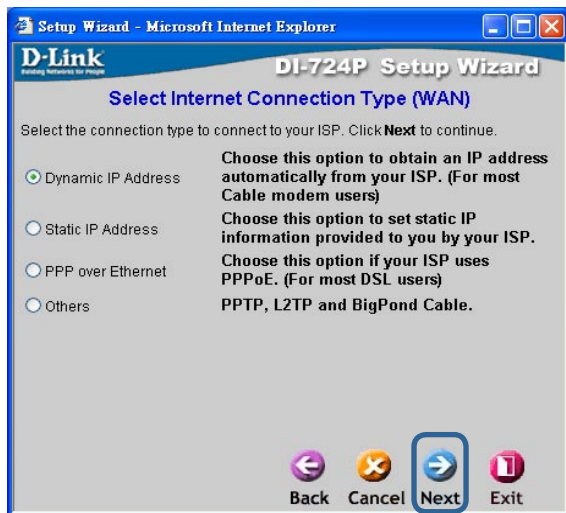 Setup Wizard - Microsoft Internet Explorer
D-Link
Building Networks for People
DI-724P Setup Wizard
Select Internet Connection Type (WAN)
Select the connection type to connect to your ISP. Click Next to continue.
Dynamic IP Address
Choose this option to obtain an IP address
automatically from your ISP. (For most
Cable modem users)
Static IP Address
Choose this option to set static IP
information provided to you by your ISP.
PPP over Ethernet
Choose this option if your ISP uses
PPPoE. (For most DSL users)
Others
PPTP, L2TP and BigPond Cable.
Back Cancel Next Exit